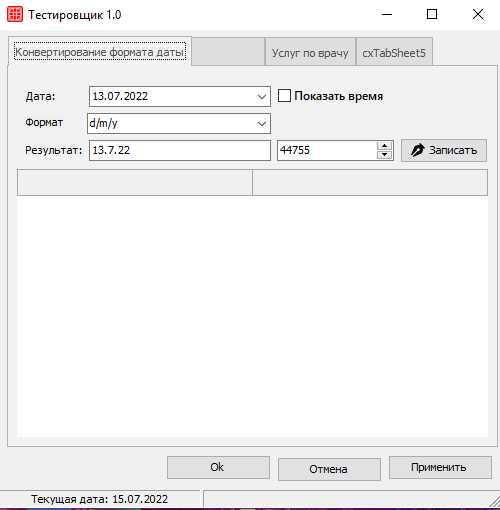 Тестировщик 1.0
Конвертирование формата даты Услуг по врачу cxTabSheet5
Дата: 13.07.2022 Показать время
Формат d/m/y
Результат: 13.7.22 44755 Записать
Ok Отмена Применить
Текущая дата: 15.07.2022